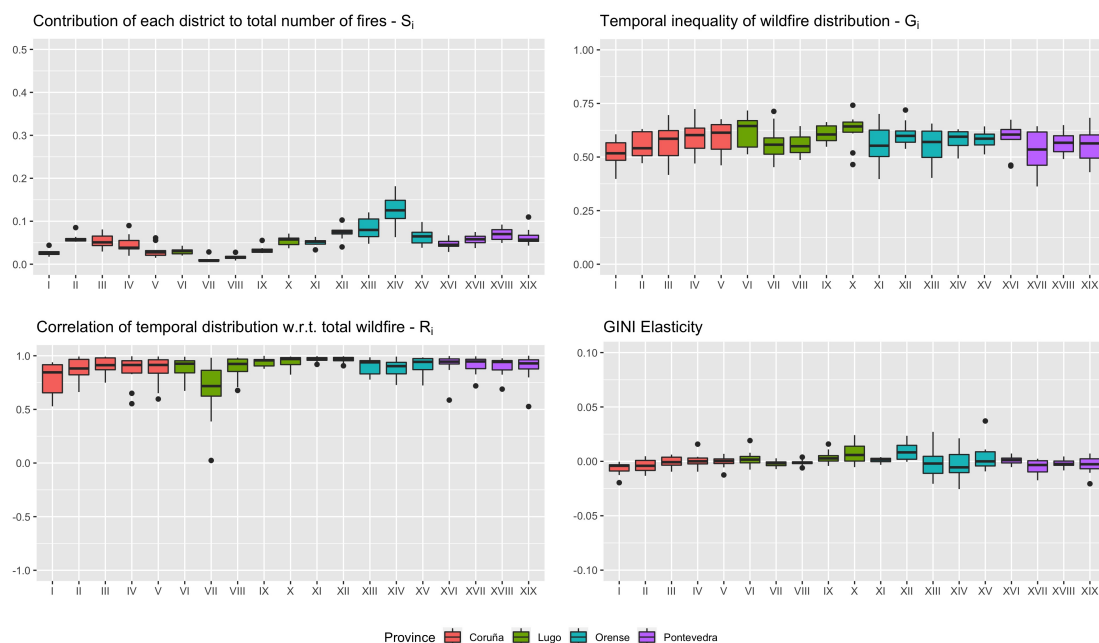 Contribution of each district to total number of fires - Si
0.5
0.4
0.3
0.2
0.1
0.0
I II III IV V VI VII VIII IX X XI XII XIII XIV XV XVI XVII XVIII XIX
Temporal inequality of wildfire distribution - Gi
1.00
0.75
0.50
0.25
0.00
I II III IV V VI VII VIII IX X XI XII XIII XIV XV XVI XVII XVIII XIX
Correlation of temporal distribution w.r.t. total wildfire - Ri
1.0
0.5
0.0
-0.5
-1.0
I II III IV V VI VII VIII IX X XI XII XIII XIV XV XVI XVII XVIII XIX
GINI Elasticity
0.10
0.05
0.00
-0.05
-0.10
I II III IV V VI VII VIII IX X XI XII XIII XIV XV XVI XVII XVIII XIX
Province Coruña Lugo Orense Pontevedra